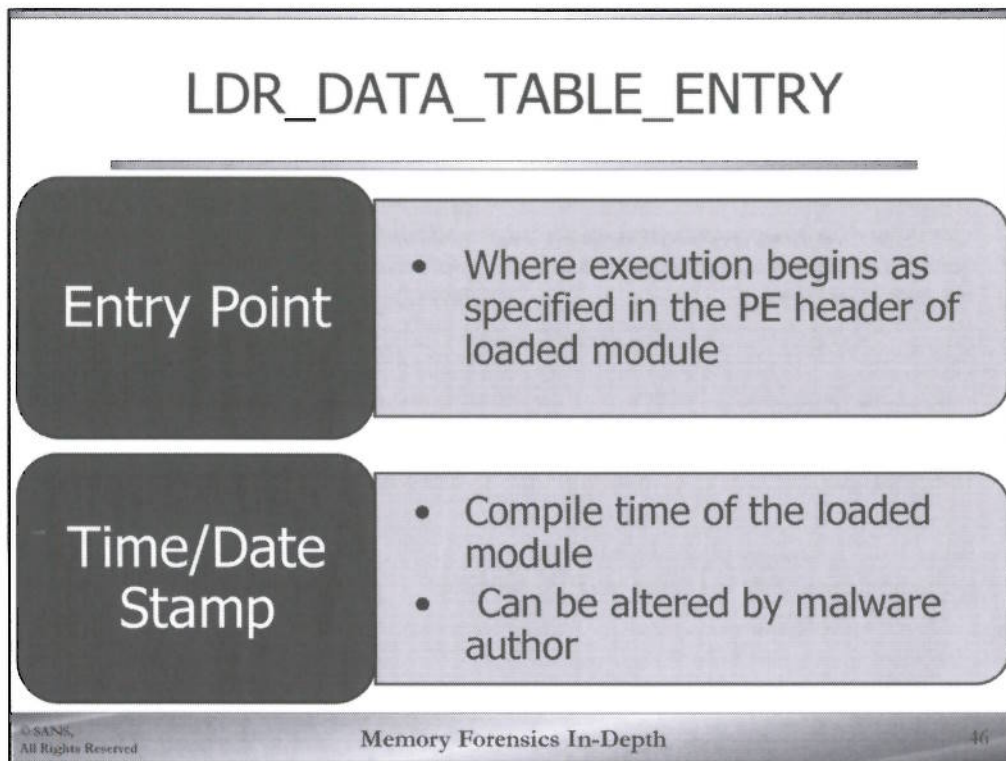 LDR_DATA_TABLE_ENTRY
Entry Point
• Where execution begins as
specified in the PE header of
loaded module
Time/Date
Stamp
• Compile time of the loaded
module
• Can be altered by malware
author
© SANS,
All Rights Reserved
Memory Forensics In-Depth
46